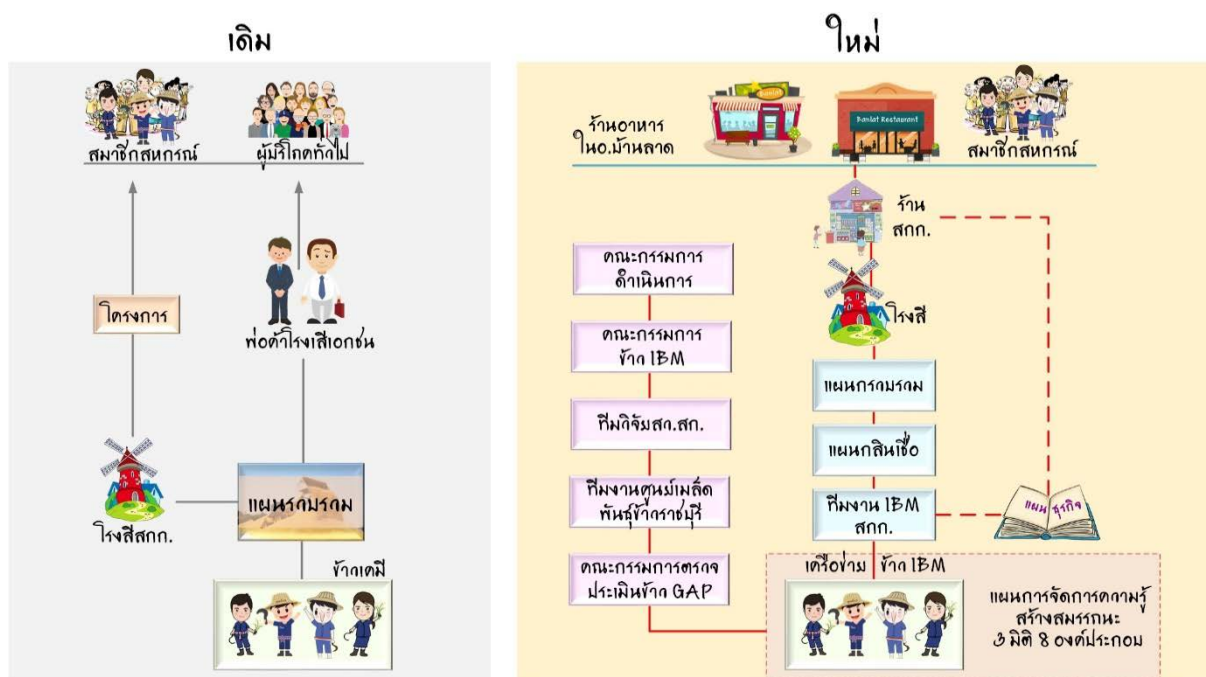 เดิม
สมาชิกสหกรณ์
ผู้บริโภคทั่วไป
โครงการ
พ่อค้าโรงสีเอกชน
โรงสีสกก.
แผนกรวบรวม
ข้าวเคมี
ใหม่
ร้านอาหาร
ในอ.บ้านลาด
Banlat
Banlat Restaurant
สมาชิกสหกรณ์
ร้าน
สกก.
โรงสี
คณะกรรมการ
ดำเนินการ
คณะกรรมการ
ข้าว IBM
ทีมวิจัยสว.สก.
ทีมงานศูนย์เมล็ด
พันธุ์ข้าวราชบุรี
คณะกรรมการตรวจ
ประเมินข้าว GAP
แผนกรวบรวม
แผนกสินเชื่อ
ทีมงาน IBM
สกก.
แผน ธุรกิจ
เครือข่าย ข้าว IBM
แผนการจัดการความรู้
สร้างสมรรถนะ
3 มิติ 8 องค์ประกอบ